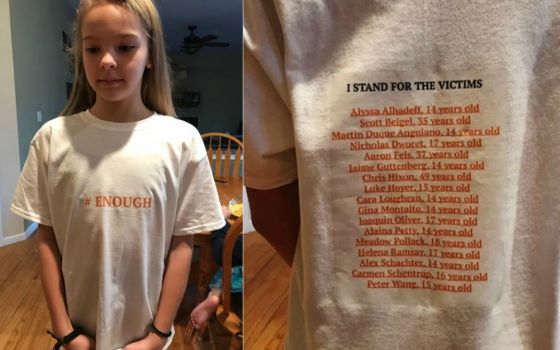 # ENOUGH
I STAND FOR THE VICTIMS
Alyssa Alhadeff, 14 years old
Scott Beigel, 35 years old
Martin Duque Anguiano, 14 years old
Nicholas Dworet, 17 years old
Aaron Feis, 37 years old
Jaime Guttenberg, 14 years old
Chris Hixon, 49 years old
Luke Hoyer, 15 years old
Cara Loughran, 14 years old
Gina Montalto, 14 years old
Joaquin Oliver, 17 years old
Alaina Petty, 14 years old
Meadow Pollack, 18 years old
Helena Ramsay, 17 years old
Alex Schachter, 14 years old
Carmen Schentrup, 16 years old
Peter Wang, 15 years old